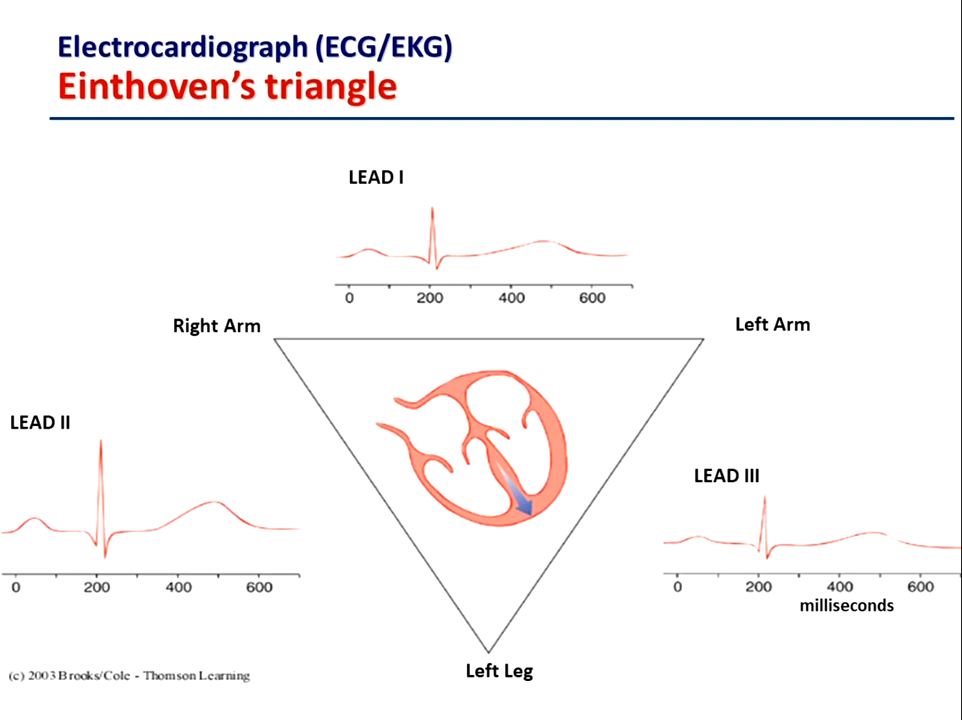 Electrocardiograph (ECG/EKG)
Einthoven's triangle
LEAD I
0 200 400 600
Right Arm
Left Arm
LEAD II
0 200 400 600
LEAD III
0 200 400 600
milliseconds
Left Leg
(c) 2003 Brooks/Cole - Thomson Learning